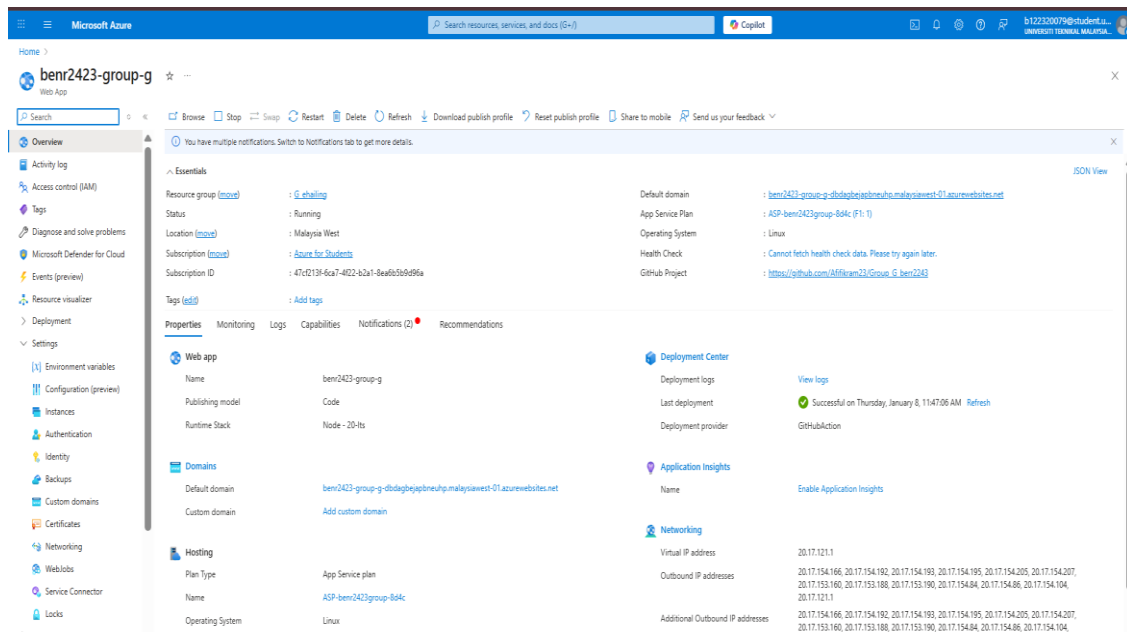 Microsoft Azure
Search resources, services, and docs (G+/)
Copilot
b122320079@student.u...
UNIVERSITI TEKNIKAL MALAYSIA...
Home >
benr2423-group-g
Web App
Search
Browse Stop Swap Restart Delete Refresh Download publish profile Reset publish profile Share to mobile Send us your feedback
You have multiple notifications. Switch to Notifications tab to get more details.
Overview
Activity log
Access control (IAM)
Tags
Diagnose and solve problems
Microsoft Defender for Cloud
Events (preview)
Resource visualizer
Deployment
Settings
Environment variables
Configuration (preview)
Instances
Authentication
Identity
Backups
Custom domains
Certificates
Networking
WebJobs
Service Connector
Locks
Essentials
JSON View
Resource group (move) : G_ehailing
Status : Running
Location (move) : Malaysia West
Subscription (move) : Azure for Students
Subscription ID : 47cf213f-6ca7-4f22-b2a1-8ea6b5b9d96a
Tags (edit) : Add tags
Default domain : benr2423-group-g-dbdagbejapbneuhp.malaysiawest-01.azurewebsites.net
App Service Plan : ASP-benr2423group-8d4c (F1: 1)
Operating System : Linux
Health Check : Cannot fetch health check data. Please try again later.
GitHub Project : https://github.com/Afifikram23/Group_G_benr2243
Properties Monitoring Logs Capabilities Notifications (2) Recommendations
Web app
Name benr2423-group-g
Publishing model Code
Runtime Stack Node - 20-lts
Domains
Default domain benr2423-group-g-dbdagbejapbneuhp.malaysiawest-01.azurewebsites.net
Custom domain Add custom domain
Hosting
Plan Type App Service plan
Name ASP-benr2423group-8d4c
Operating System Linux
Deployment Center
Deployment logs View logs
Last deployment Successful on Thursday, January 8, 11:47:06 AM Refresh
Deployment provider GitHubAction
Application Insights
Name Enable Application Insights
Networking
Virtual IP address 20.17.121.1
Outbound IP addresses 20.17.154.166, 20.17.154.192, 20.17.154.193, 20.17.154.195, 20.17.154.205, 20.17.154.207,
20.17.153.160, 20.17.153.188, 20.17.153.190, 20.17.154.84, 20.17.154.86, 20.17.154.104,
20.17.121.1
Additional Outbound IP addresses 20.17.154.166, 20.17.154.192, 20.17.154.193, 20.17.154.195, 20.17.154.205, 20.17.154.207,
20.17.153.160, 20.17.153.188, 20.17.153.190, 20.17.154.84, 20.17.154.86, 20.17.154.104,